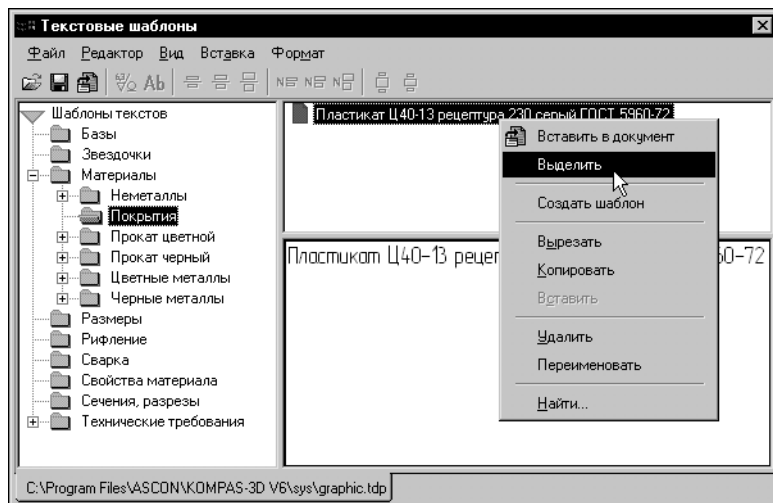 Текстовые шаблоны
Файл Редактор Вид Вставка Формат
Ab
Шаблоны текстов
Базы
Звездочки
Материалы
Неметаллы
Покрытия
Прокат цветной
Прокат черный
Цветные металлы
Черные металлы
Размеры
Рифление
Сварка
Свойства материала
Сечения, разрезы
Технические требования
Пластикат Ц40-13 рецептура 230 серый ГОСТ 5960-72
Вставить в документ
Выделить
Создать шаблон
Вырезать
Копировать
Вставить
Удалить
Переименовать
Найти...
Пластикат Ц40-13 60-72
C:\Program Files\ASCON\KOMPAS-3D V6\sys\graphic.tdp